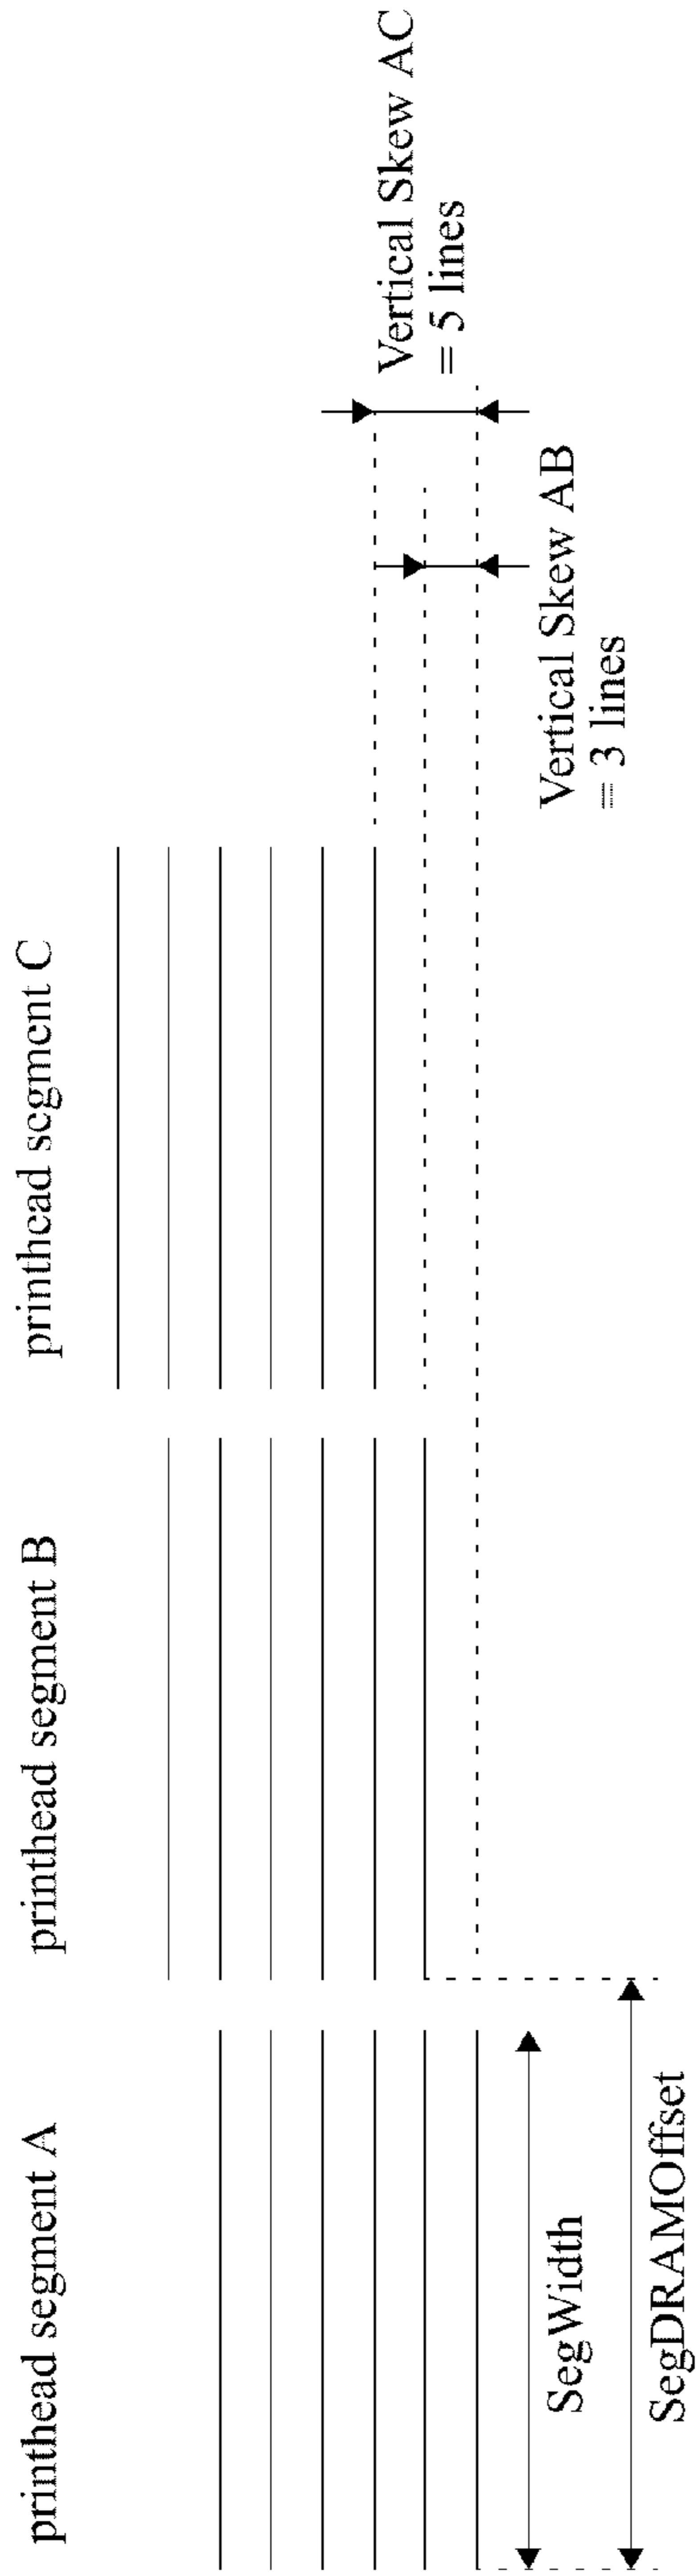 printhead segment A
printhead segment B
printhead segment C
Vertical Skew AC
= 5 lines
Vertical Skew AB
= 3 lines
SegWidth
SegDRAMOffset